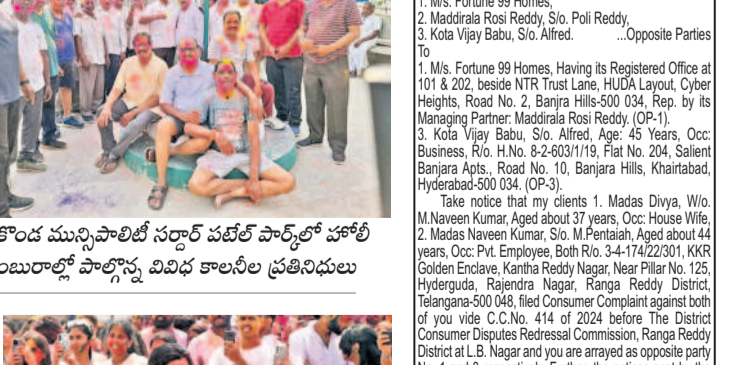 కొండ మున్సిపాలిటీ సర్దార్ పటేల్ పార్క్‌లో హోలీ
బురాల్లో పాల్గొన్న వివిధ కాలనీల ప్రతినిధులు
1. M/s. Fortune 99 Homes,
2. Maddirala Rosi Reddy, S/o. Poli Reddy,
3. Kota Vijay Babu, S/o. Alfred. ...Opposite Parties
To
1. M/s. Fortune 99 Homes, Having its Registered Office at
101 & 202, beside NTR Trust Lane, HUDA Layout, Cyber
Heights, Road No. 2, Banjra Hills-500 034, Rep. by its
Managing Partner: Maddirala Rosi Reddy. (OP-1).
3. Kota Vijay Babu, S/o. Alfred, Age: 45 Years, Occ:
Business, R/o. H.No. 8-2-603/1/19, Flat No. 204, Salient
Banjara Apts., Road No. 10, Banjara Hills, Khairtabad,
Hyderabad-500 034. (OP-3).
Take notice that my clients 1. Madas Divya, W/o.
M.Naveen Kumar, Aged about 37 years, Occ: House Wife,
2. Madas Naveen Kumar, S/o. M.Pentaiah, Aged about 44
years, Occ: Pvt. Employee, Both R/o. 3-4-174/22/301, KKR
Golden Enclave, Kantha Reddy Nagar, Near Pillar No. 125,
Hyderguda, Rajendra Nagar, Ranga Reddy District,
Telangana-500 048, filed Consumer Complaint against both
of you vide C.C.No. 414 of 2024 before The District
Consumer Disputes Redressal Commission, Ranga Reddy
District at L.B. Nagar and you are arrayed as opposite party